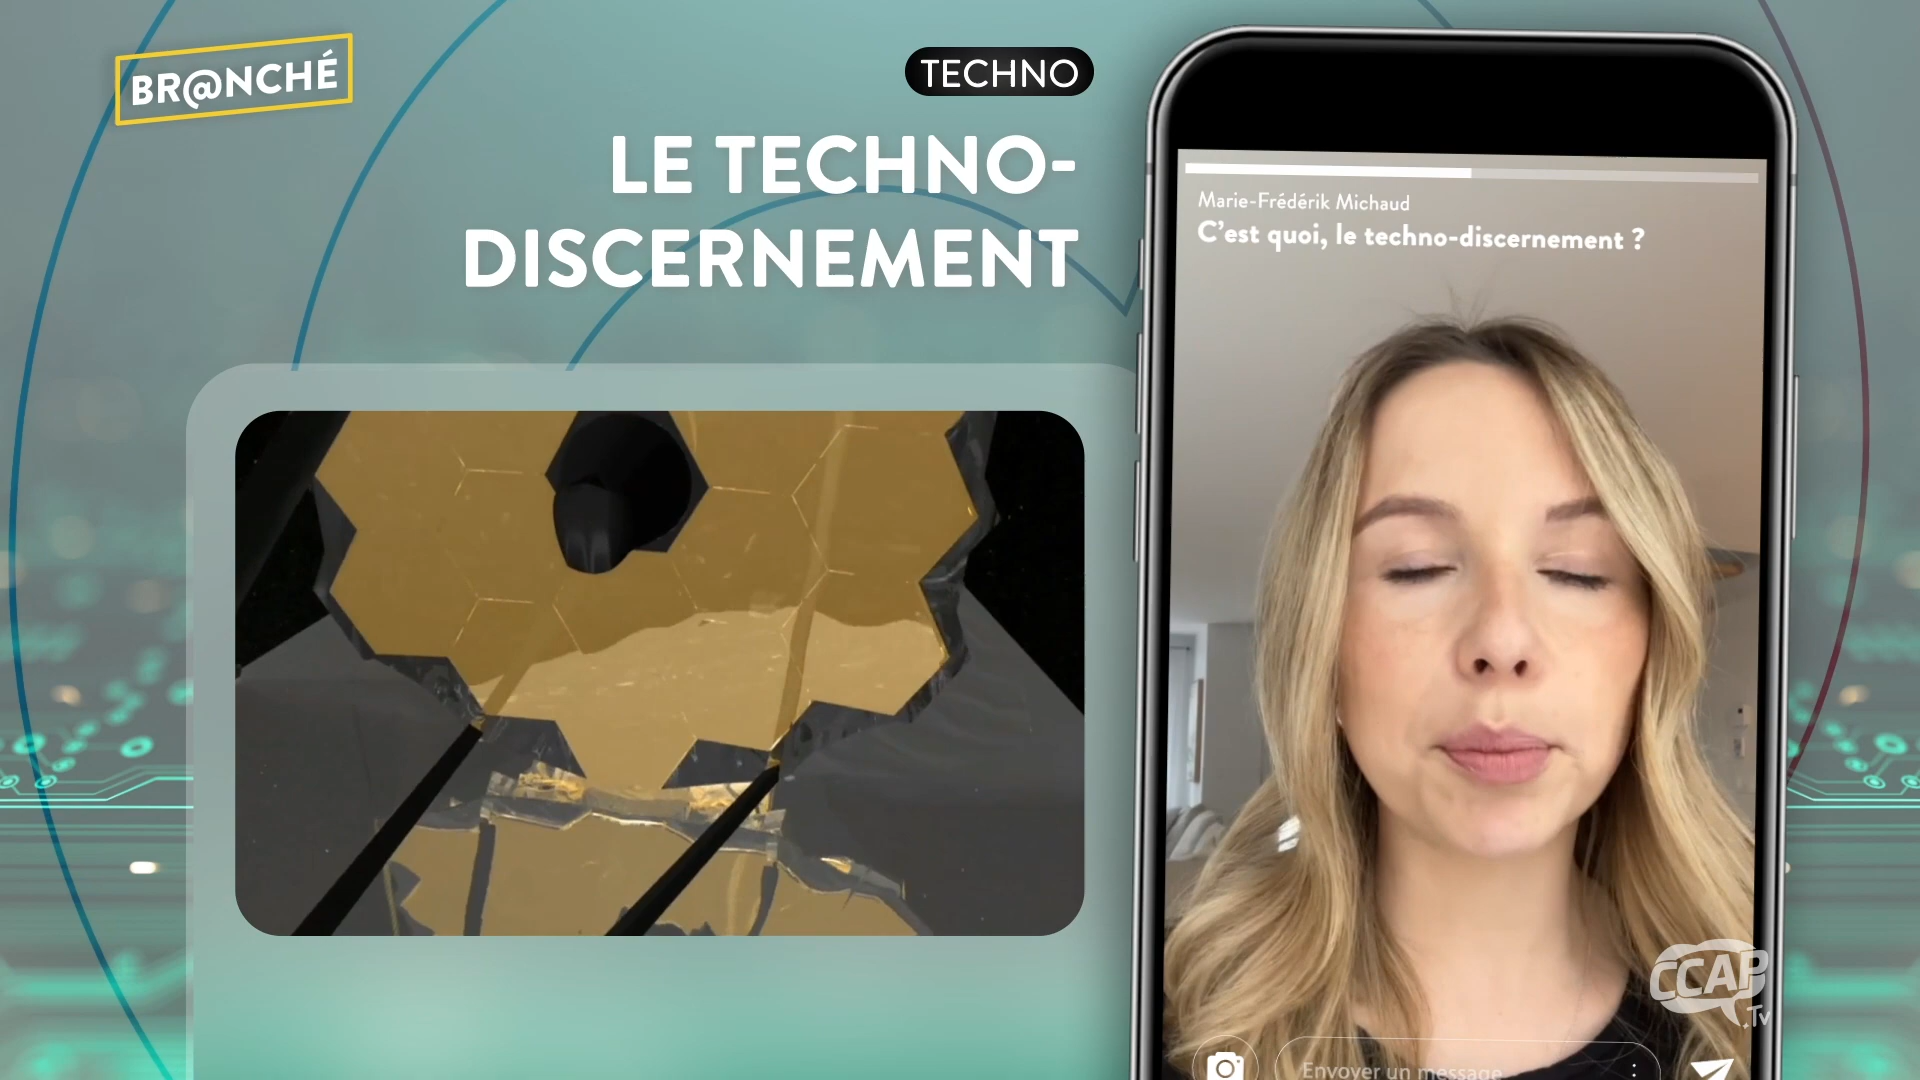 BR@NCHÉ
TECHNO
LE TECHNO-
DISCERNEMENT
Marie-Frédérik Michaud
C'est quoi, le techno-discernement ?
Envoyer un message
CCAP
.Tv